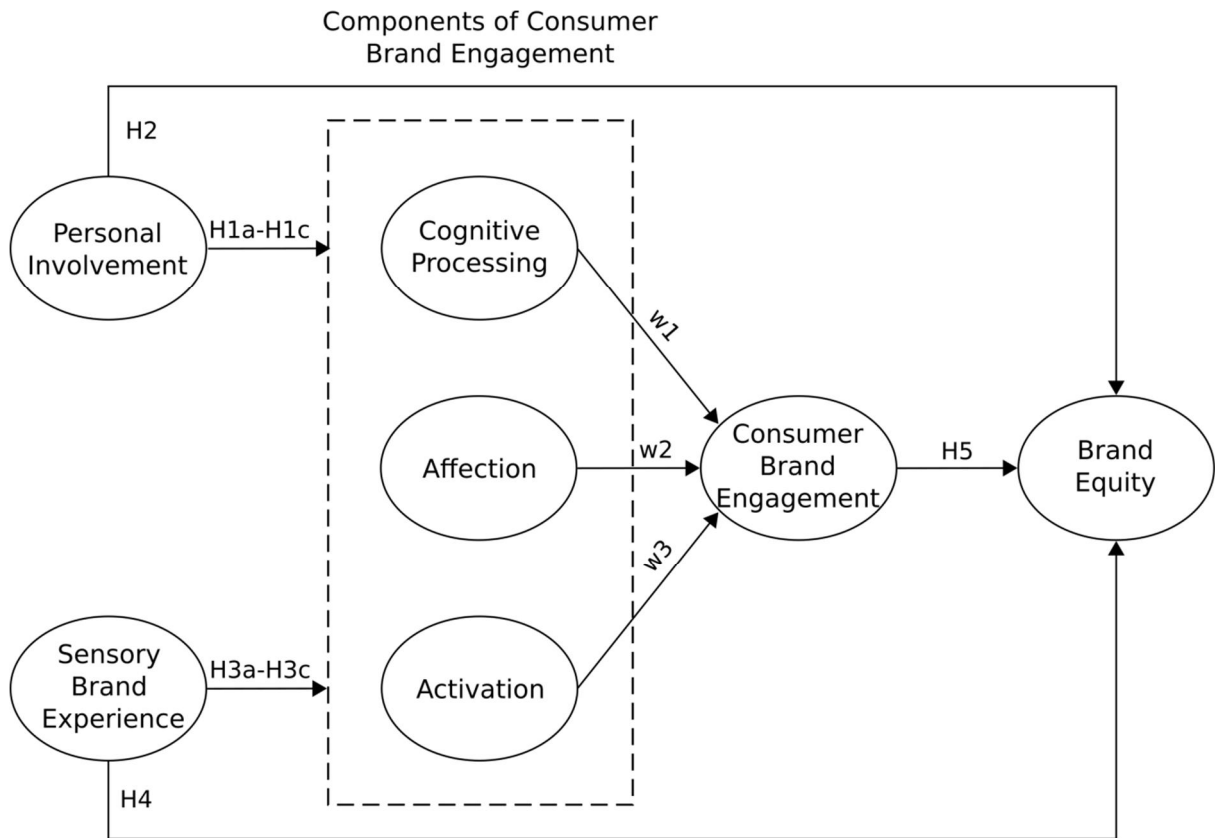 Components of Consumer
Brand Engagement
H2
Personal
Involvement
H1a-H1c
Cognitive
Processing
w1
Affection
w2
Consumer
Brand
Engagement
H5
Brand
Equity
w3
Sensory
Brand
Experience
H3a-H3c
Activation
H4